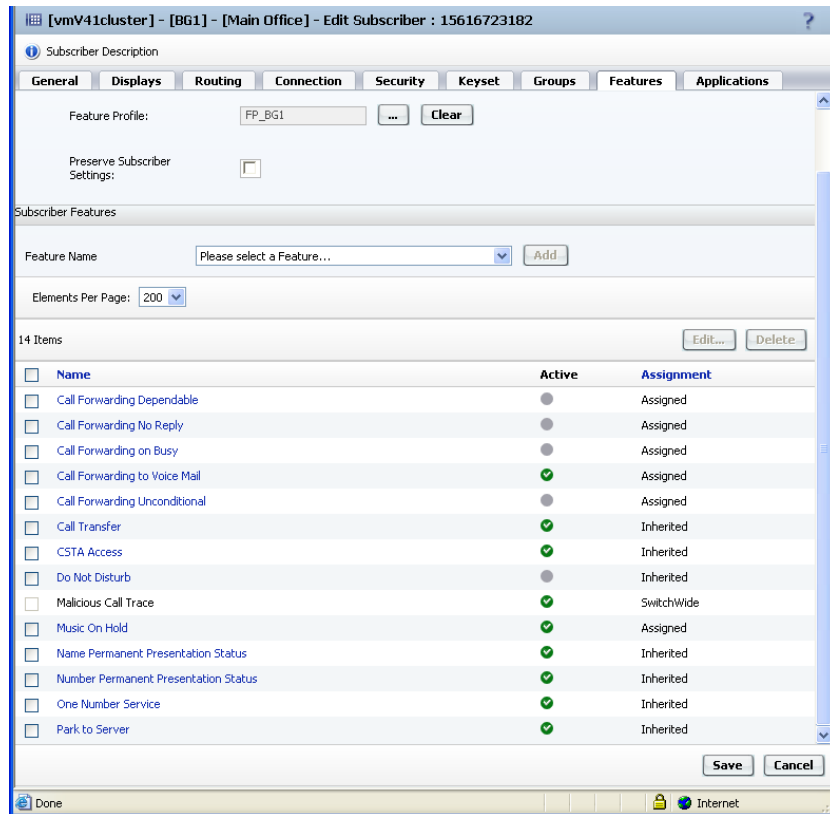 [vmV41cluster] - [BG1] - [Main Office] - Edit Subscriber : 15616723182 ?
i Subscriber Description
General Displays Routing Connection Security Keyset Groups Features Applications
Feature Profile: FP_BG1 ... Clear
Preserve Subscriber
Settings:
Subscriber Features
Feature Name Please select a Feature... Add
Elements Per Page: 200
14 Items Edit... Delete
Name Active Assignment
Call Forwarding Dependable Assigned
Call Forwarding No Reply Assigned
Call Forwarding on Busy Assigned
Call Forwarding to Voice Mail Assigned
Call Forwarding Unconditional Assigned
Call Transfer Inherited
CSTA Access Inherited
Do Not Disturb Inherited
Malicious Call Trace SwitchWide
Music On Hold Assigned
Name Permanent Presentation Status Inherited
Number Permanent Presentation Status Inherited
One Number Service Inherited
Park to Server Inherited
Save Cancel
Done Internet